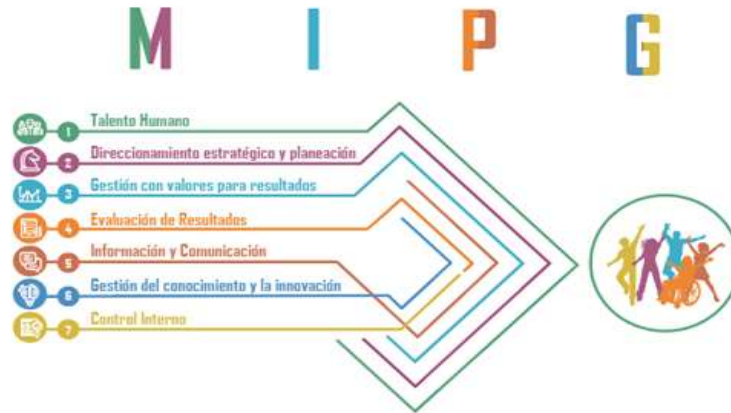 M I P G
1 Talento Humano
2 Direccionamiento estratégico y planeación
3 Gestión con valores para resultados
4 Evaluación de Resultados
5 Información y Comunicación
6 Gestión del conocimiento y la innovación
7 Control Interno